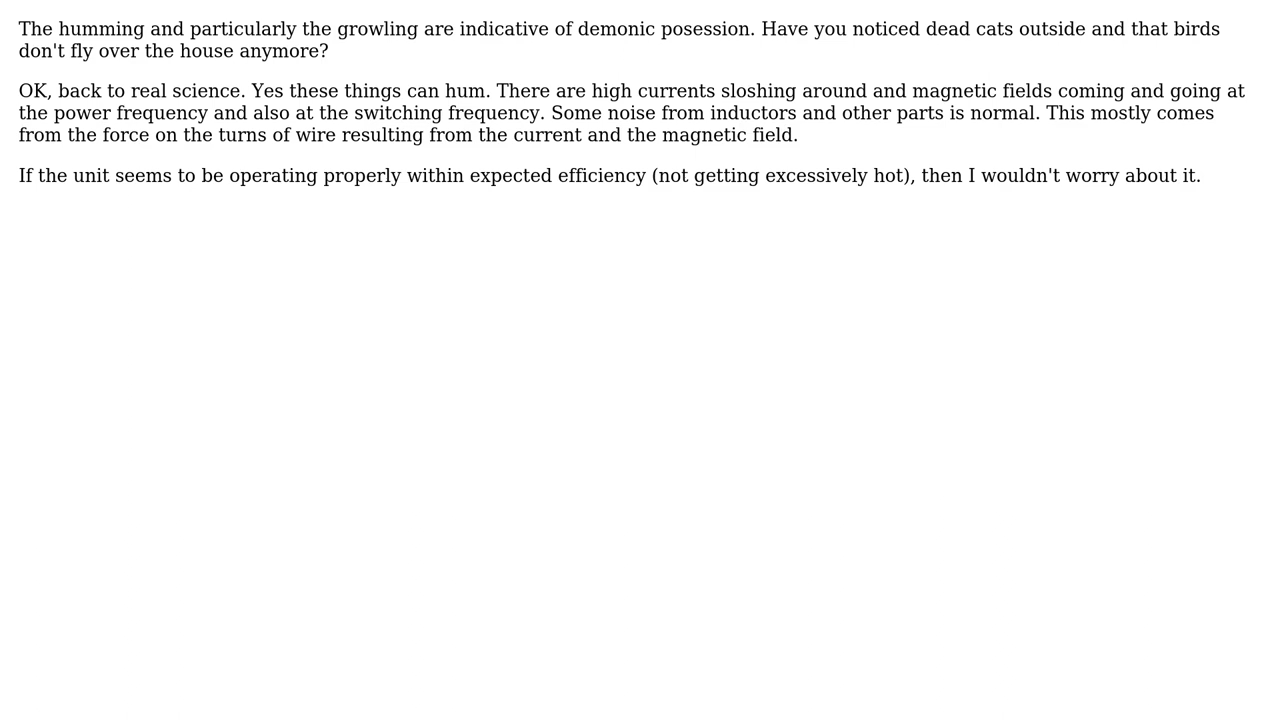 The humming and particularly the growling are indicative of demonic posession. Have you noticed dead cats outside and that birds
don't fly over the house anymore?
OK, back to real science. Yes these things can hum. There are high currents sloshing around and magnetic fields coming and going at
the power frequency and also at the switching frequency. Some noise from inductors and other parts is normal. This mostly comes
from the force on the turns of wire resulting from the current and the magnetic field.
If the unit seems to be operating properly within expected efficiency (not getting excessively hot), then I wouldn't worry about it.